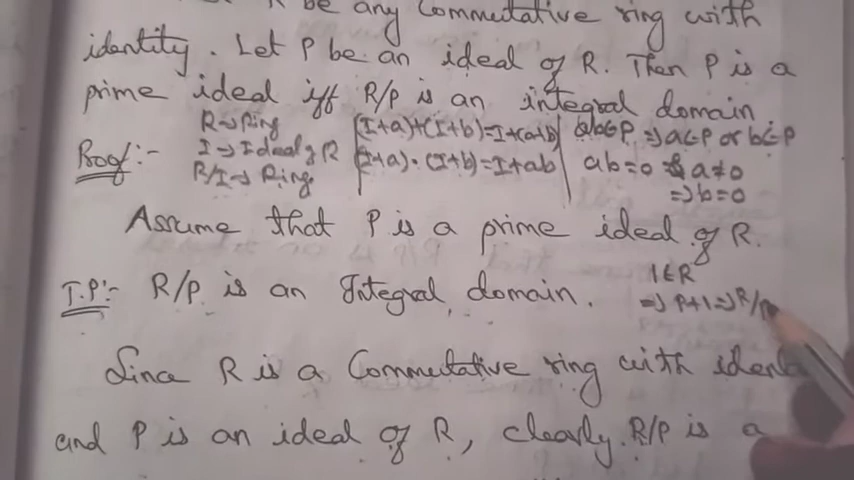 R be any Commutative ring with
identity. Let P be an ideal of R. Then P is a
prime ideal iff R/P is an integral domain
Proof:-
R→Ring
I→Ideal of R
R/I→Ring
(I+a)+(I+b)=I+(a+b)
(I+a)·(I+b)=I+ab
ab∈P ⇒ a∈P or b∈P
ab=0 & a≠0
⇒b=0
Assume that P is a prime ideal of R.
T.P:- R/P is an Integral domain.
1∈R
⇒ P+1⇒R/
Since R is a Commutative ring with
and P is an ideal of R, clearly R/P is a